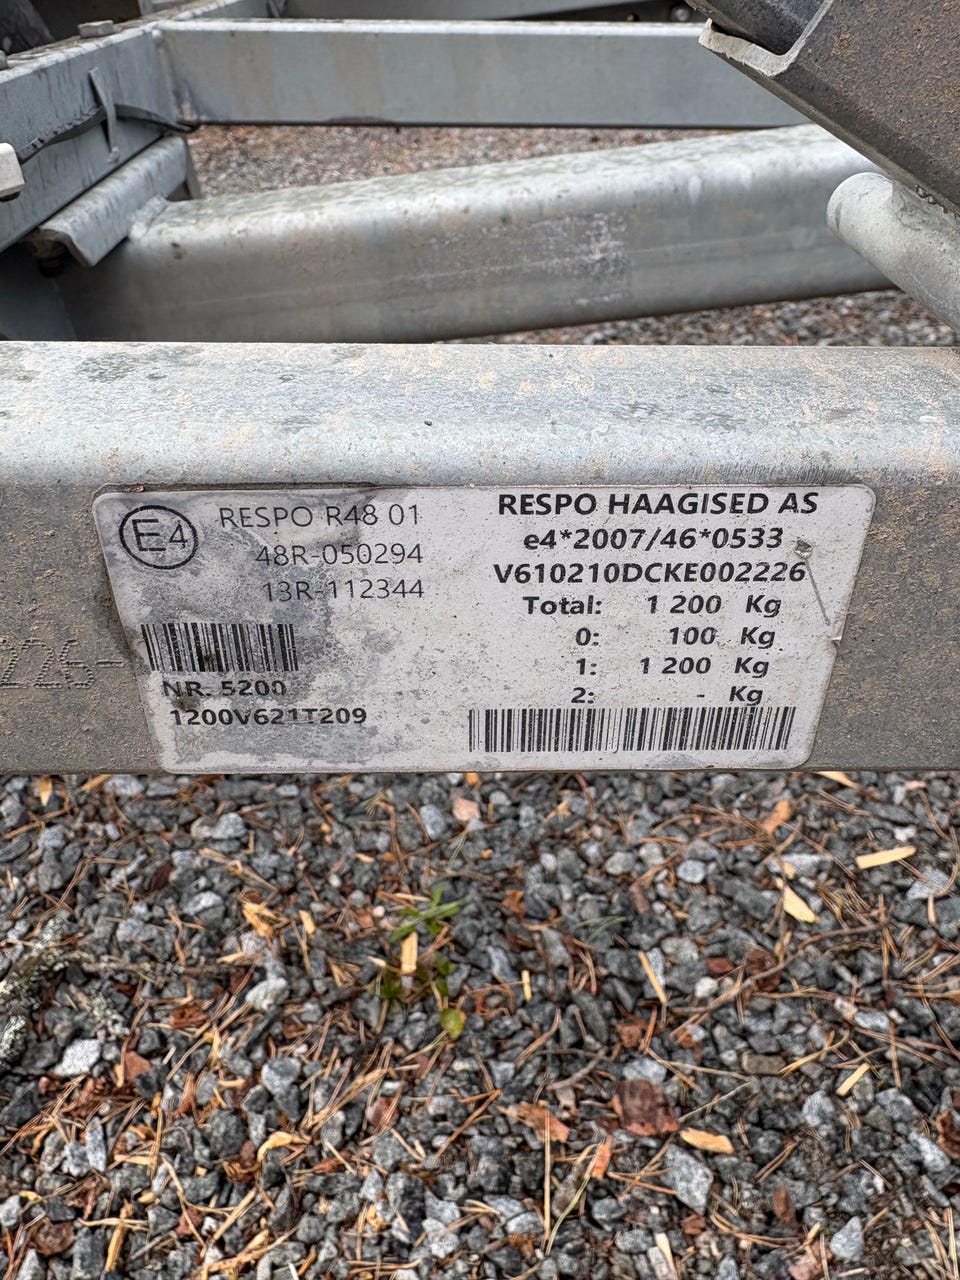 E4
RESPO R48 01
48R-050294
13R-112344
NR. 5200
1200V621T209
RESPO HAAGISED AS
e4*2007/46*0533
V610210DCKE002226
Total: 1 200 Kg
0: 100 Kg
1: 1 200 Kg
2: - Kg